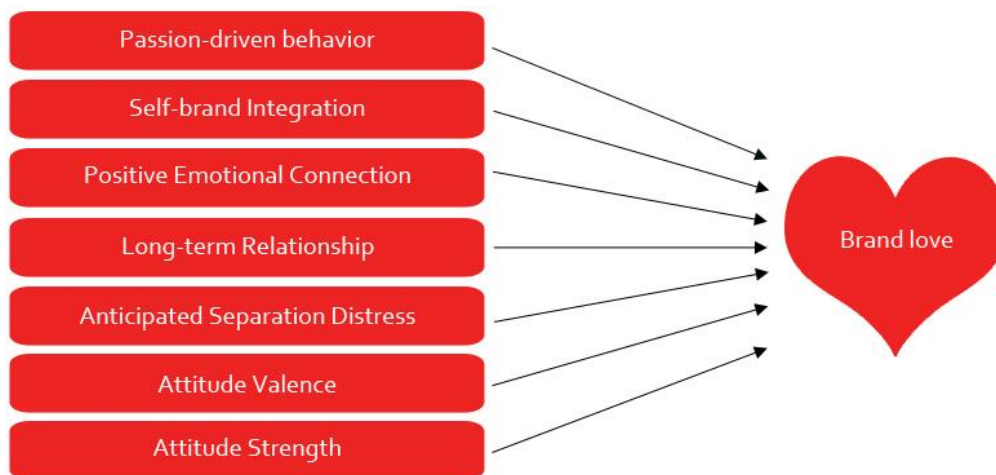 Passion-driven behavior
Self-brand Integration
Positive Emotional Connection
Long-term Relationship
Brand love
Anticipated Separation Distress
Attitude Valence
Attitude Strength